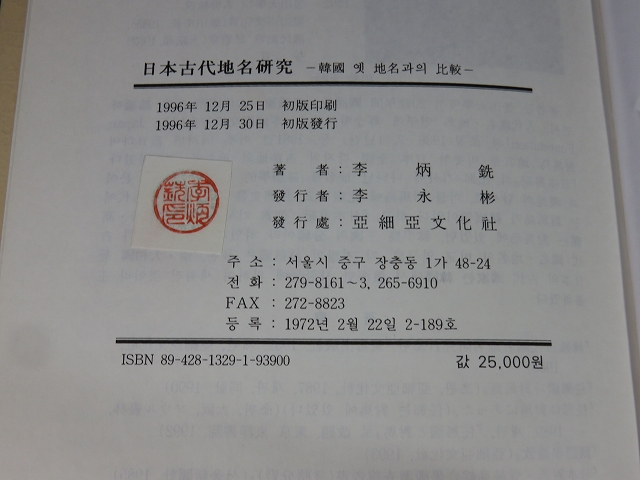 日本古代地名硏究 －韓國 옛 地名과의 比較－
1996年 12月 25日 初版印刷
1996年 12月 30日 初版發行
著者：李炳銑
發行者：李永彬
發行處：亞細亞文化社
주소：서울시 중구 장충동 1가 48-24
전화：279-8161～3, 265-6910
FAX：272-8823
등록：1972년 2월 22일 2-189호
ISBN 89-428-1329-1-93900
값 25,000원